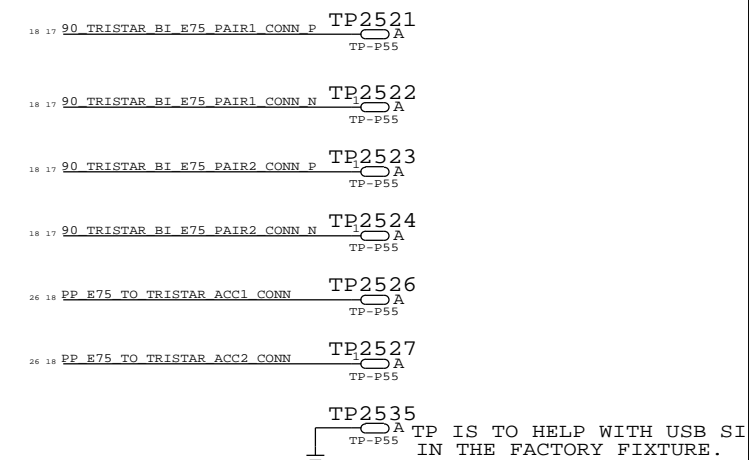 TP2521
18 17 90_TRISTAR_BI_E75_PAIR1_CONN_P A
TP-P55
TP2522
18 17 90_TRISTAR_BI_E75_PAIR1_CONN_N 1 A
TP-P55
TP2523
18 17 90_TRISTAR_BI_E75_PAIR2_CONN_P 1 A
TP-P55
TP2524
18 17 90_TRISTAR_BI_E75_PAIR2_CONN_N 1 A
TP-P55
TP2526
26 18 PP_E75_TO_TRISTAR_ACC1_CONN A
TP-P55
TP2527
26 18 PP_E75_TO_TRISTAR_ACC2_CONN 1 A
TP-P55
TP2535
A TP IS TO HELP WITH USB SI
TP-P55 IN THE FACTORY FIXTURE.